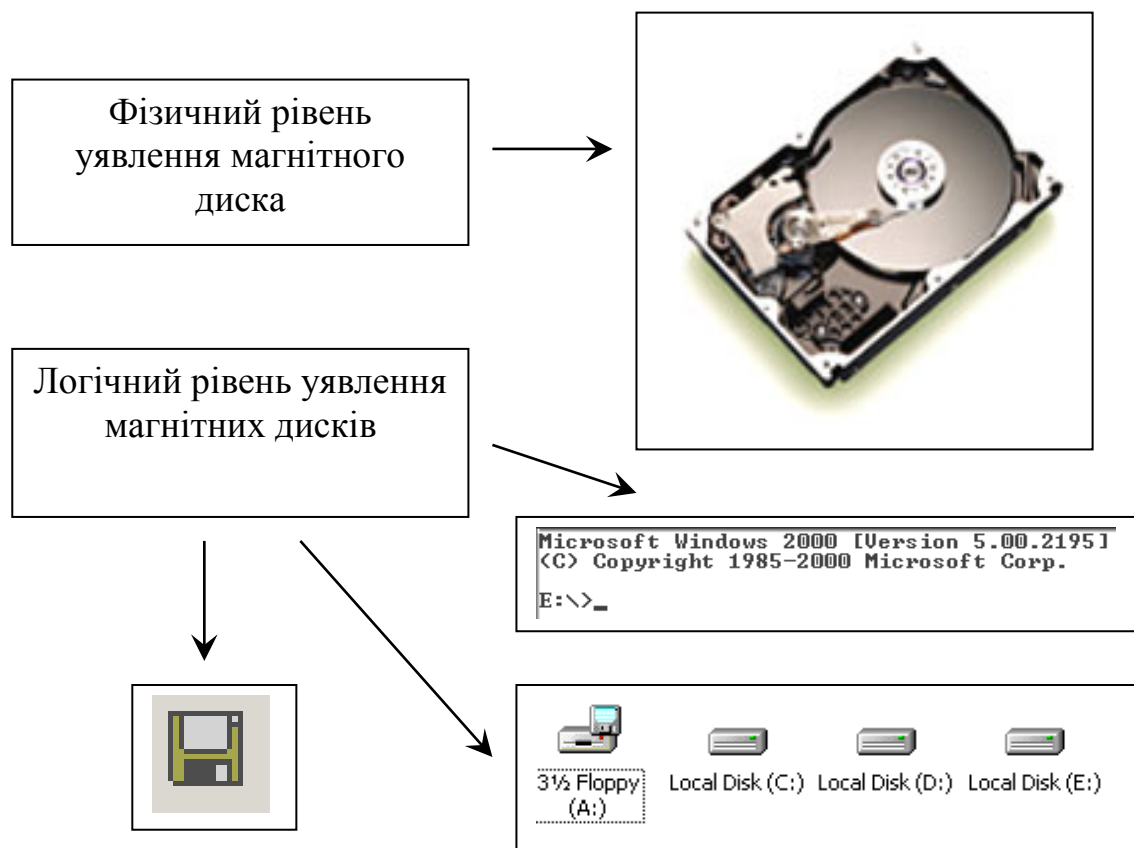 Фізичний рівень
уявлення магнітного
диска
Логічний рівень уявлення
магнітних дисків
Microsoft Windows 2000 [Version 5.00.2195]
(C) Copyright 1985-2000 Microsoft Corp.
E:\>_
3½ Floppy
(A:)
Local Disk (C:) Local Disk (D:) Local Disk (E:)